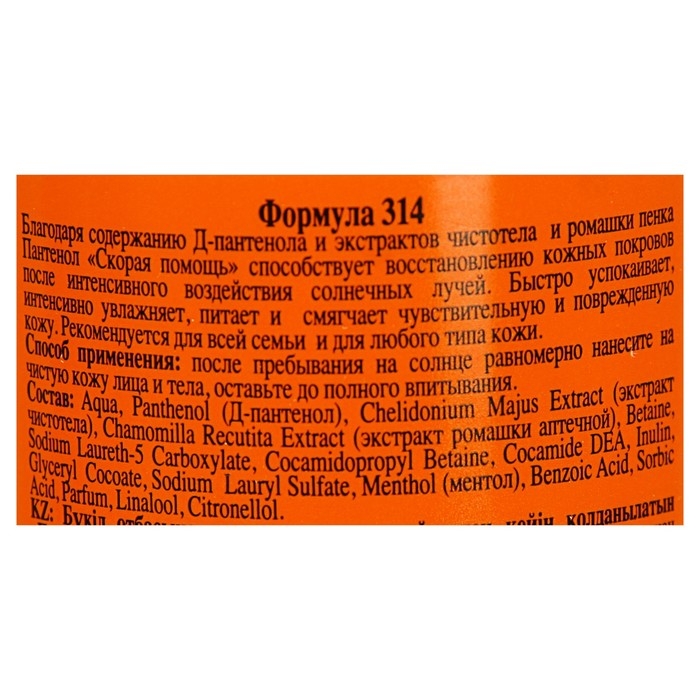 Формула 314
Благодаря содержанию Д-пантенола и экстрактов чистотела и ромашки пенка
Пантенол «Скорая помощь» способствует восстановлению кожных покровов
после интенсивного воздействия солнечных лучей. Быстро успокаивает,
интенсивно увлажняет, питает и смягчает чувствительную и поврежденную
кожу. Рекомендуется для всей семьи и для любого типа кожи.
Способ применения: после пребывания на солнце равномерно нанесите на
чистую кожу лица и тела, оставьте до полного впитывания.
Состав: Aqua, Panthenol (Д-пантенол), Chelidonium Majus Extract (экстракт
чистотела), Chamomilla Recutita Extract (экстракт ромашки аптечной), Betaine,
Sodium Laureth-5 Carboxylate, Cocamidopropyl Betaine, Cocamide DEA, Inulin,
Glyceryl Cocoate, Sodium Lauryl Sulfate, Menthol (ментол), Benzoic Acid, Sorbic
Acid, Parfum, Linalool, Citronellol.
KZ: Бүкіл кейін қолданылатын